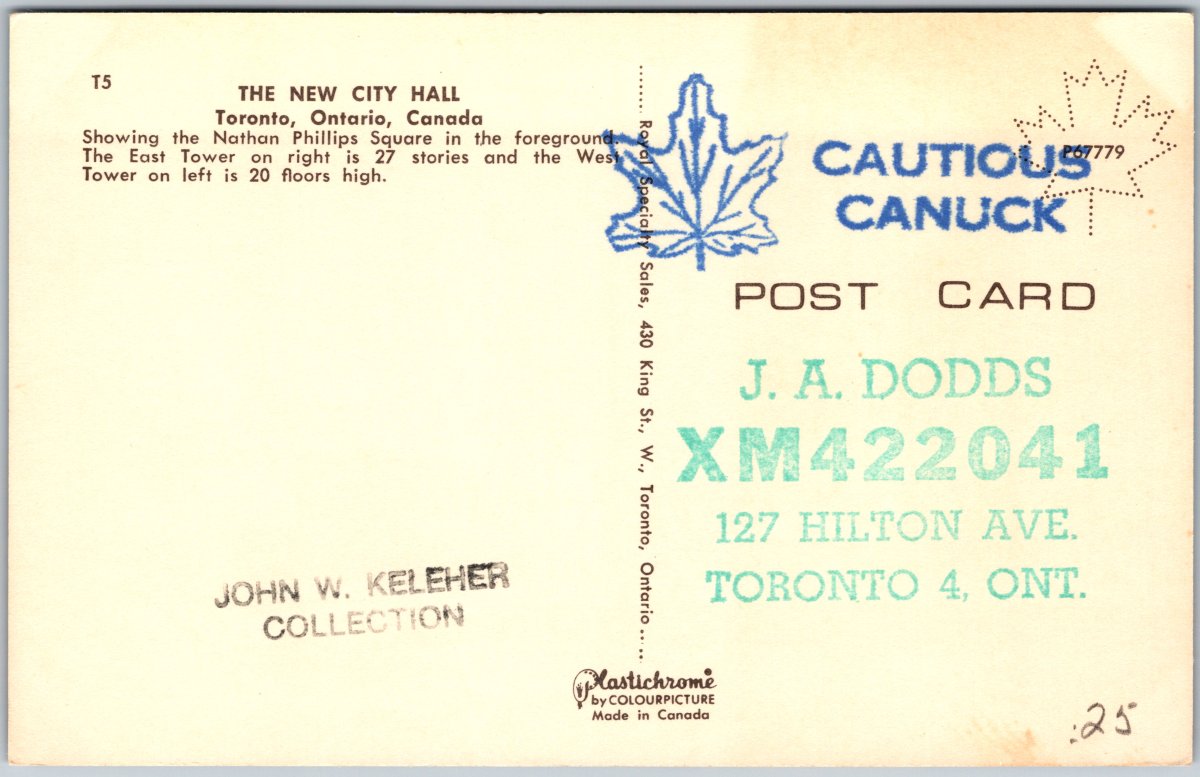 T5
THE NEW CITY HALL
Toronto, Ontario, Canada
Showing the Nathan Phillips Square in the foreground.
The East Tower on right is 27 stories and the West
Tower on left is 20 floors high.
JOHN W. KELEHER
COLLECTION
Royal Specialty Sales, 430 King St., W., Toronto, Ontario
Plastichrome
by COLOURPICTURE
Made in Canada
P67779
CAUTIOUS
CANUCK
POST CARD
J. A. DODDS
XM422041
127 HILTON AVE.
TORONTO 4, ONT.
.25